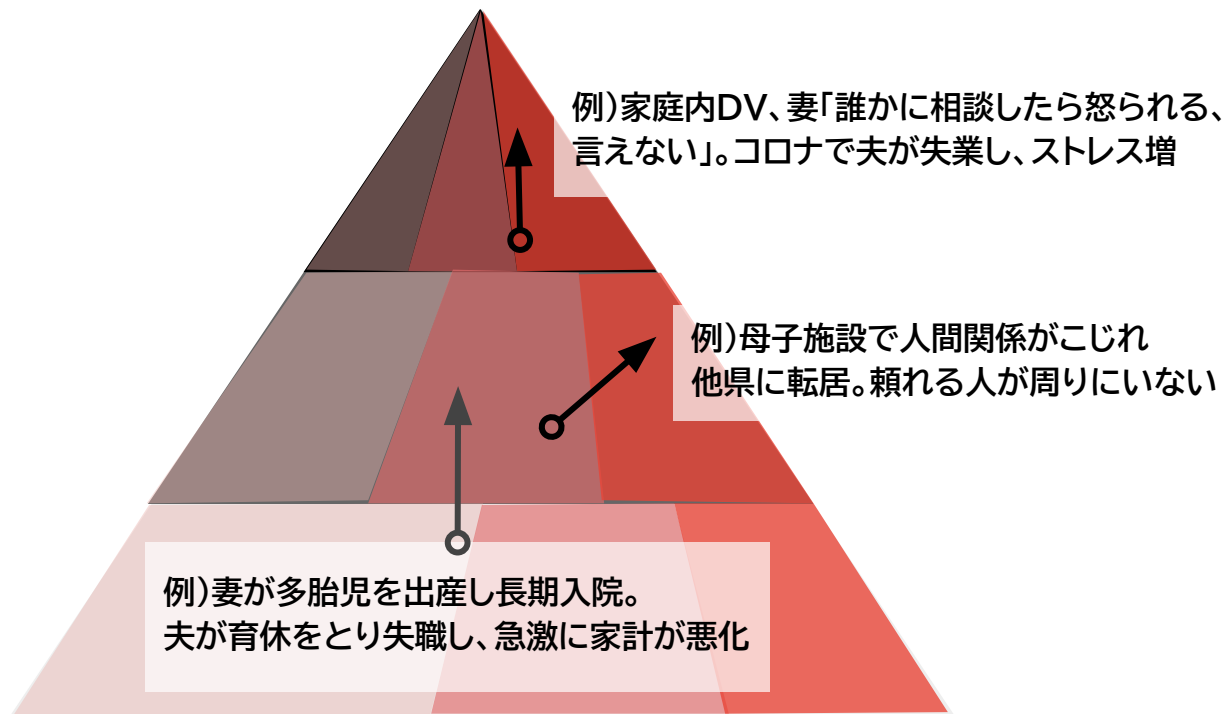 例)家庭内DV、妻「誰かに相談したら怒られる、
言えない」。コロナで夫が失業し、ストレス増
例)母子施設で人間関係がこじれ
他県に転居。頼れる人が周りにいない
例)妻が多胎児を出産し長期入院。
夫が育休をとり失職し、急激に家計が悪化